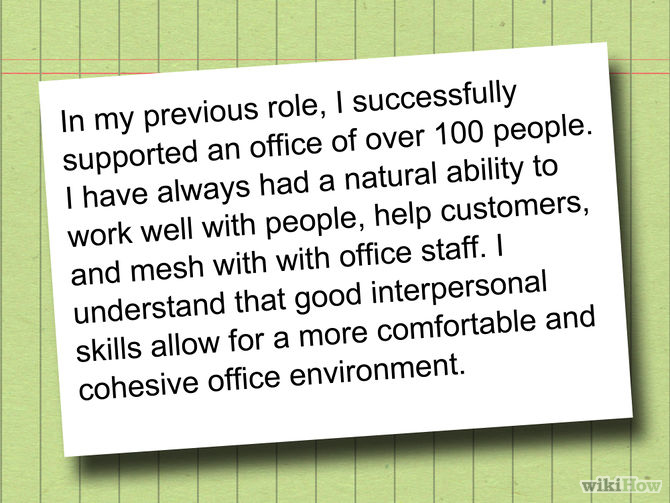 In my previous role, I successfully
supported an office of over 100 people.
I have always had a natural ability to
work well with people, help customers,
and mesh with with office staff. I
understand that good interpersonal
skills allow for a more comfortable and
cohesive office environment.
wikiHow